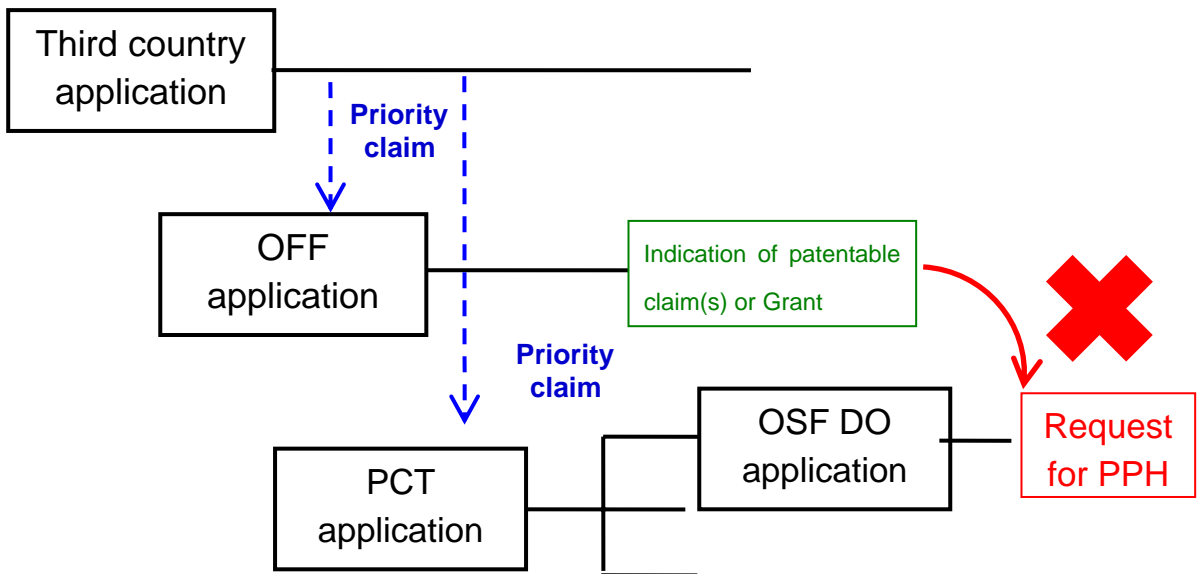 Third country
application
Priority
claim
OFF
application
Indication of patentable
claim(s) or Grant
Priority
claim
OSF DO
application
Request
for PPH
PCT
application